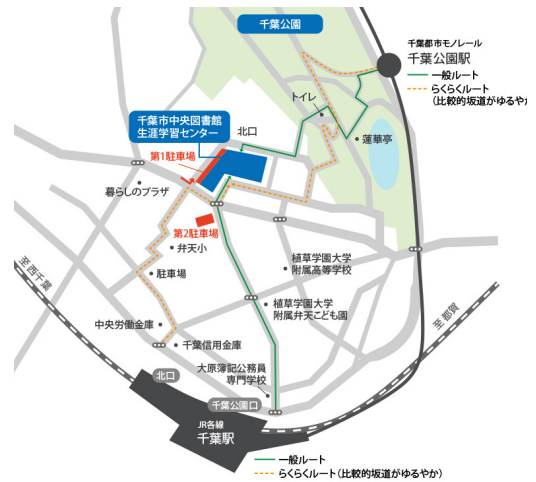 千葉公園
千葉都市モノレール
千葉公園駅
一般ルート
らくらくルート
(比較的坂道がゆるやか
トイレ
千葉市中央図書館
生涯学習センター
北口
蓮華亭
第1駐車場
暮らしのプラザ
第2駐車場
弁天小
植草学園大学
附属高等学校
至西千葉
駐車場
植草学園大学
附属弁天こども園
至都賀
中央労働金庫
千葉信用金庫
大原簿記公務員
専門学校
北口
千葉公園口
JR各線
千葉駅
一般ルート
らくらくルート(比較的坂道がゆるやか)